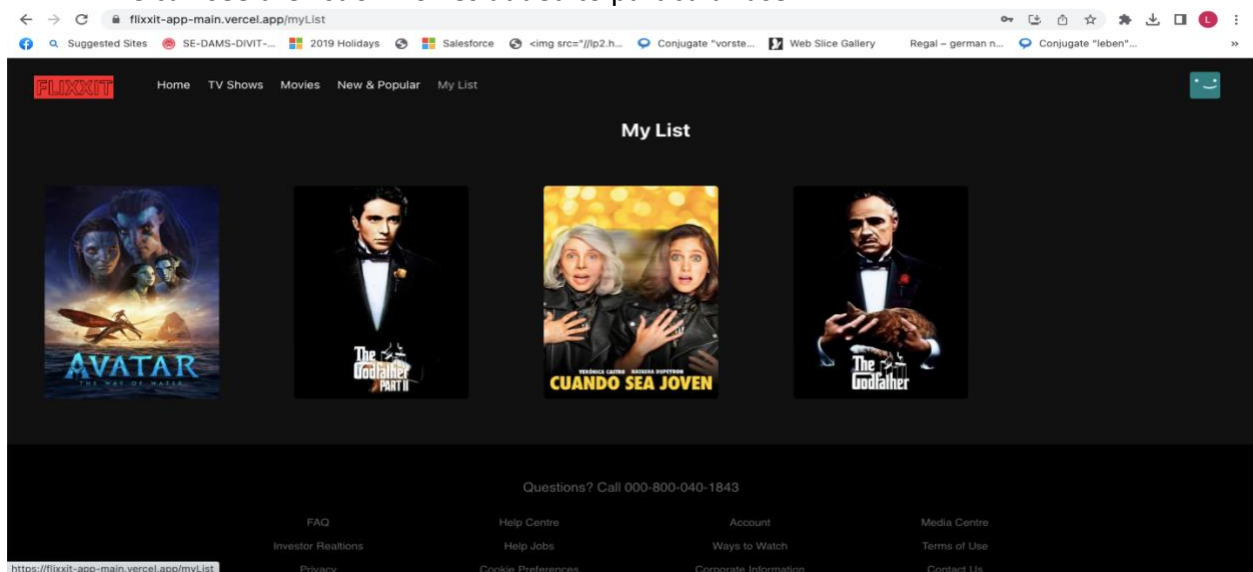 flixxit-app-main.vercel.app/myList
Suggested Sites SE-DAMS-DIVIT-... 2019 Holidays Salesforce <img src="//lp2.h... Conjugate "vorste... Web Slice Gallery Regal – german n... Conjugate "leben"... »
FLIXXIT Home TV Shows Movies New & Popular My List
My List
AVATAR
THE WAY OF WATER
The Godfather PART II
VERÓNICA CASTRO NATASHA DUPEYRÓN
CUANDO SEA JOVEN
The Godfather
Questions? Call 000-800-040-1843
FAQ Help Centre Account Media Centre
Investor Realtions Help Jobs Ways to Watch Terms of Use
Privacy Cookie Preferences Corporate Information Contact Us
https://flixxit-app-main.vercel.app/myList